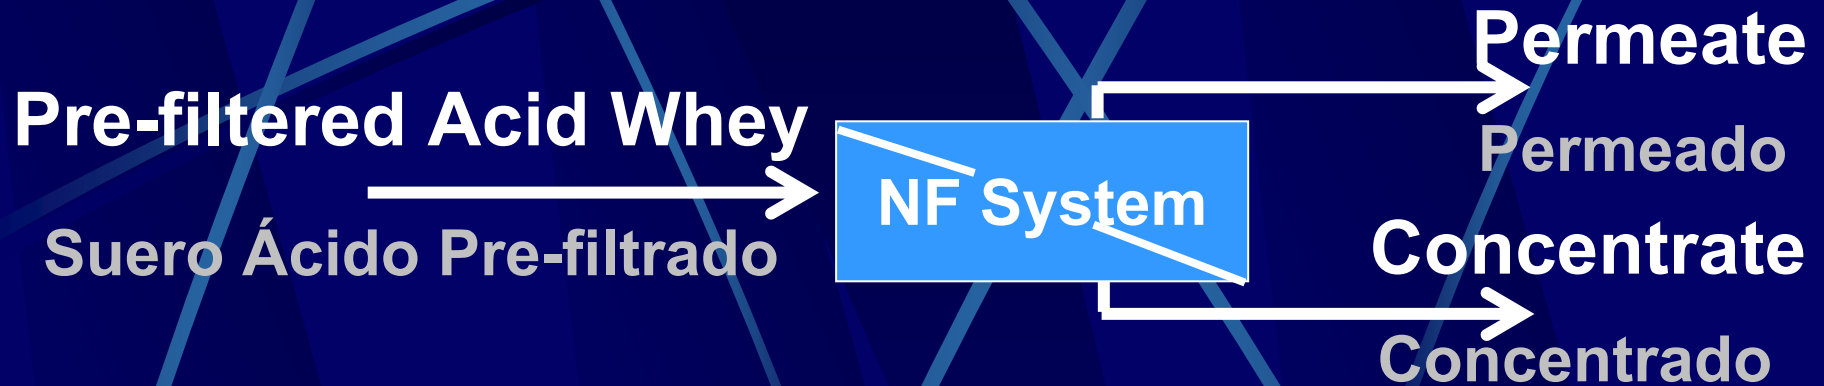 Pre-filtered Acid Whey
Suero Ácido Pre-filtrado
NF System
Permeate
Permeado
Concentrate
Concentrado